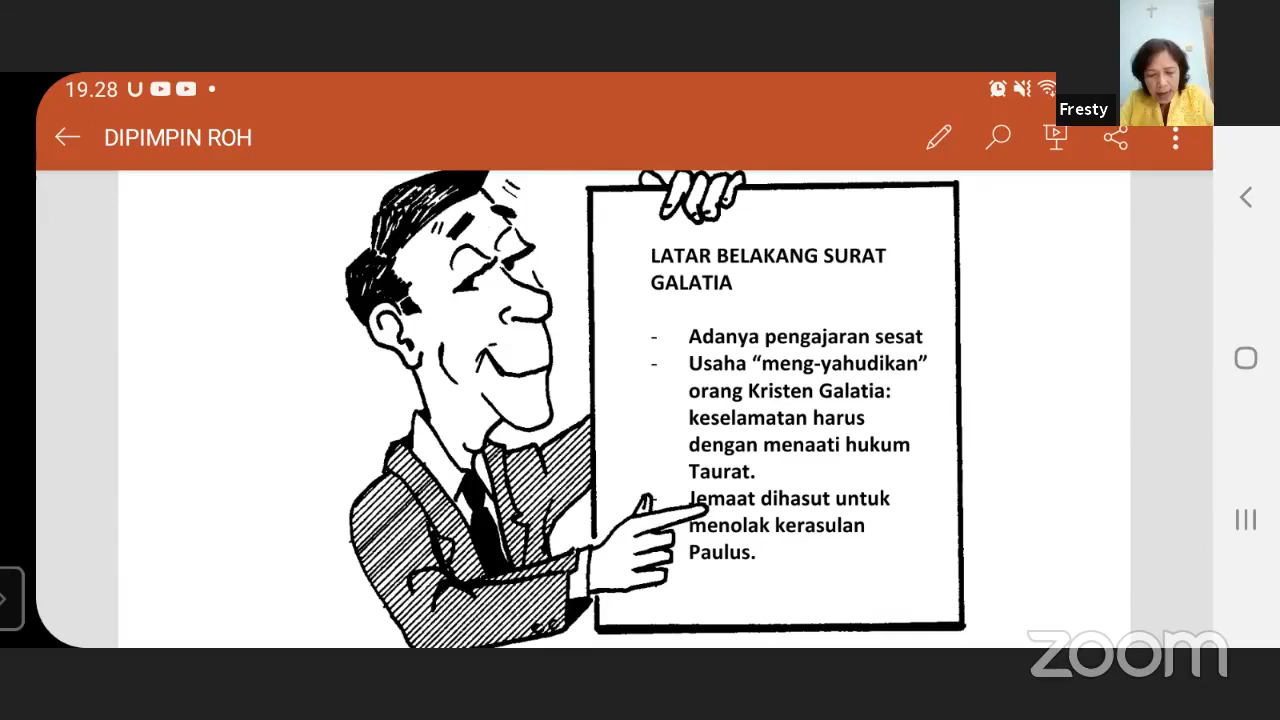 19.28
Fresty
DIPIMPIN ROH
LATAR BELAKANG SURAT
GALATIA
- Adanya pengajaran sesat
- Usaha “meng-yahudikan”
orang Kristen Galatia:
keselamatan harus
dengan menaati hukum
Taurat.
- Jemaat dihasut untuk
menolak kerasulan
Paulus.
zoom